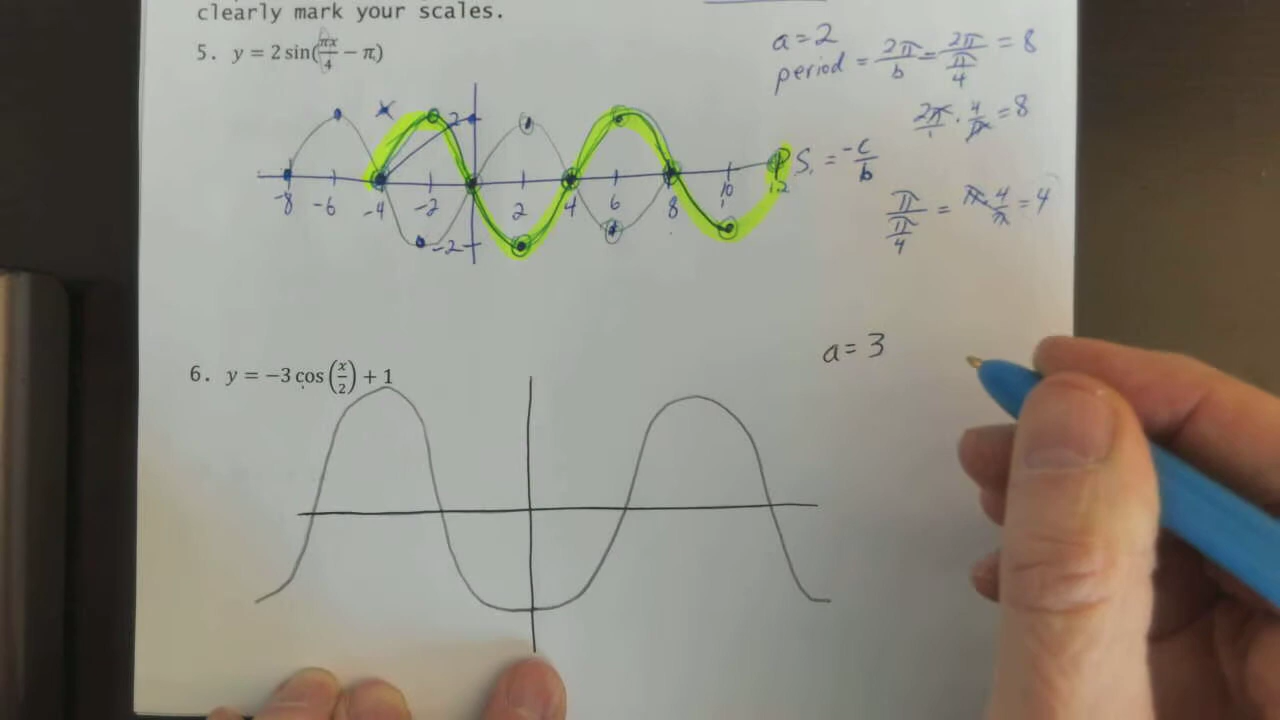 clearly mark your scales.
5. y = 2 sin(πx/4 − π)
a = 2
period = 2π/b = 2π/(π/4) = 8
2π/1 · 4/π = 8
P.S. = -c/b
π/(π/4) = π · 4/π = 4
2
-8 -6 -4 -2 2 4 6 8 10 12
-2
a = 3
6. y = −3 cos(x/2) + 1